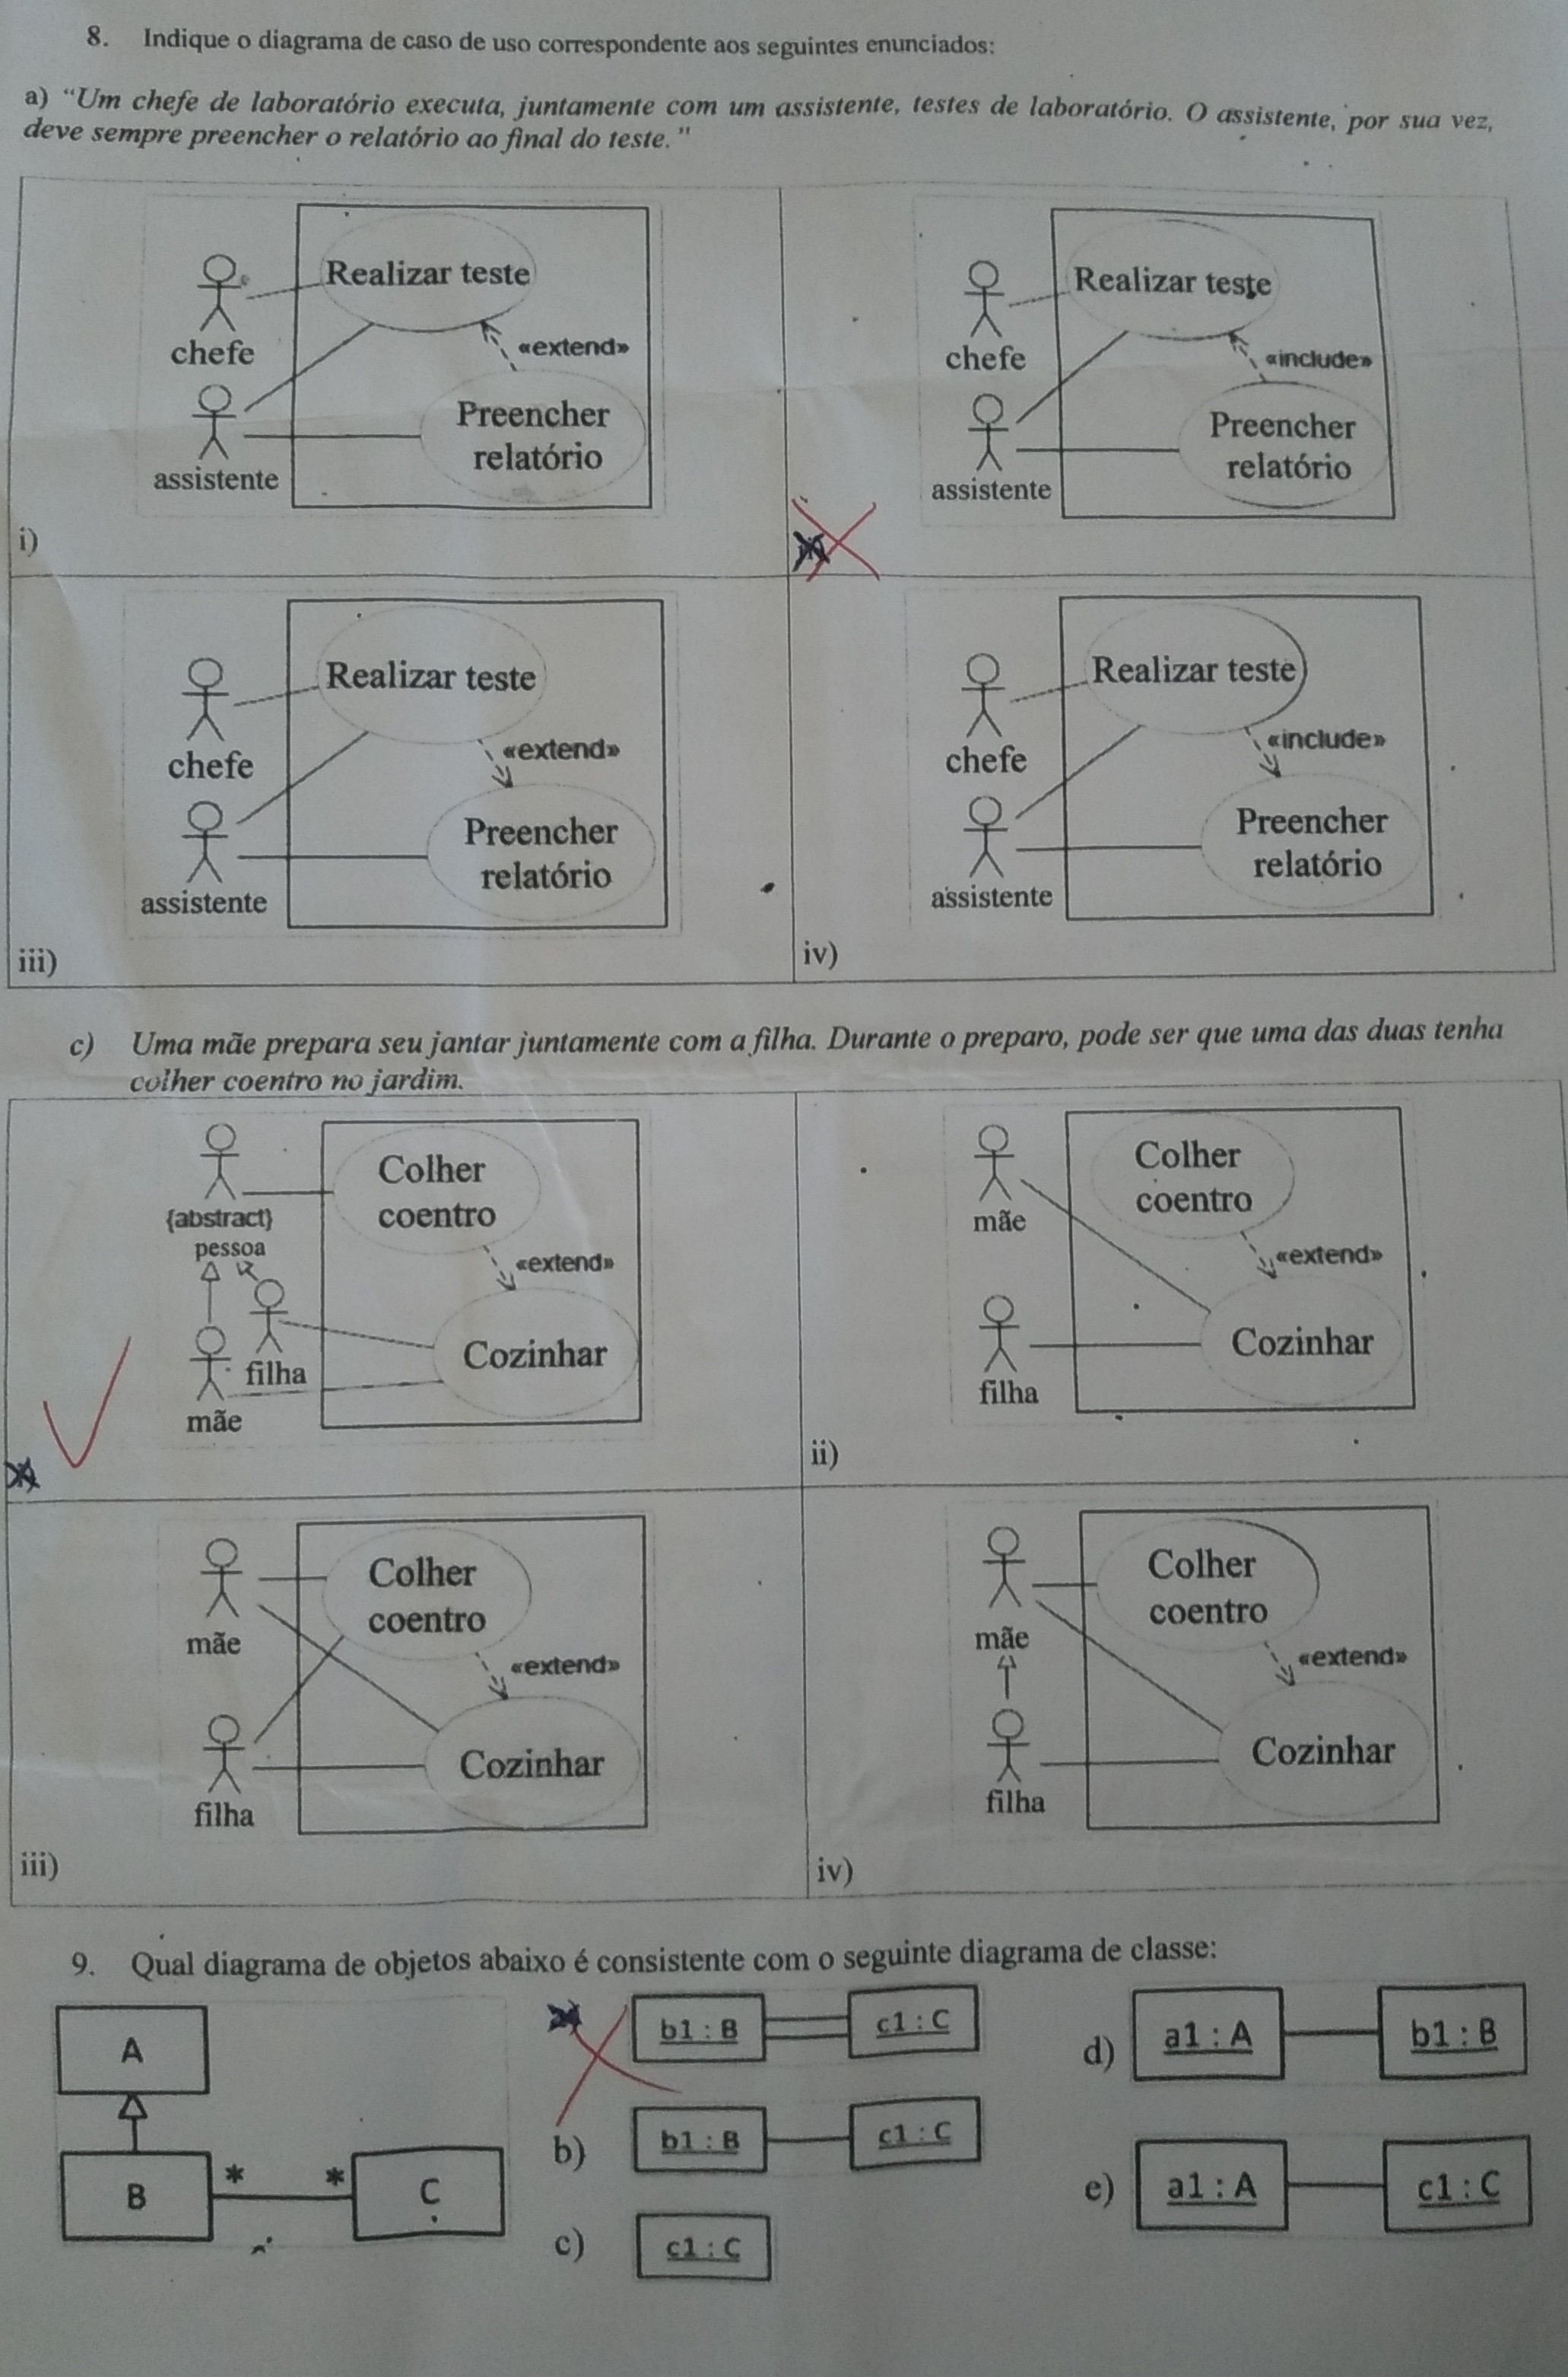 8. Indique o diagrama de caso de uso correspondente aos seguintes enunciados:
a) "Um chefe de laboratório executa, juntamente com um assistente, testes de laboratório. O assistente, por sua vez,
deve sempre preencher o relatório ao final do teste."
Realizar teste
chefe
«extend»
Preencher
relatório
assistente
i)
Realizar teste
chefe
«include»
Preencher
relatório
assistente
Realizar teste
chefe
«extend»
Preencher
relatório
assistente
iii)
Realizar teste
chefe
«include»
Preencher
relatório
assistente
iv)
c) Uma mãe prepara seu jantar juntamente com a filha. Durante o preparo, pode ser que uma das duas tenha
colher coentro no jardim.
Colher
coentro
{abstract}
pessoa
«extend»
Cozinhar
filha
mãe
Colher
coentro
mãe
«extend»
Cozinhar
filha
ii)
Colher
coentro
mãe
«extend»
Cozinhar
filha
iii)
Colher
coentro
mãe
«extend»
Cozinhar
filha
iv)
9. Qual diagrama de objetos abaixo é consistente com o seguinte diagrama de classe:
A
B
*
*
C
b1 : B
c1 : C
b)
b1 : B
c1 : C
c)
c1 : C
d)
a1 : A
b1 : B
e)
a1 : A
c1 : C